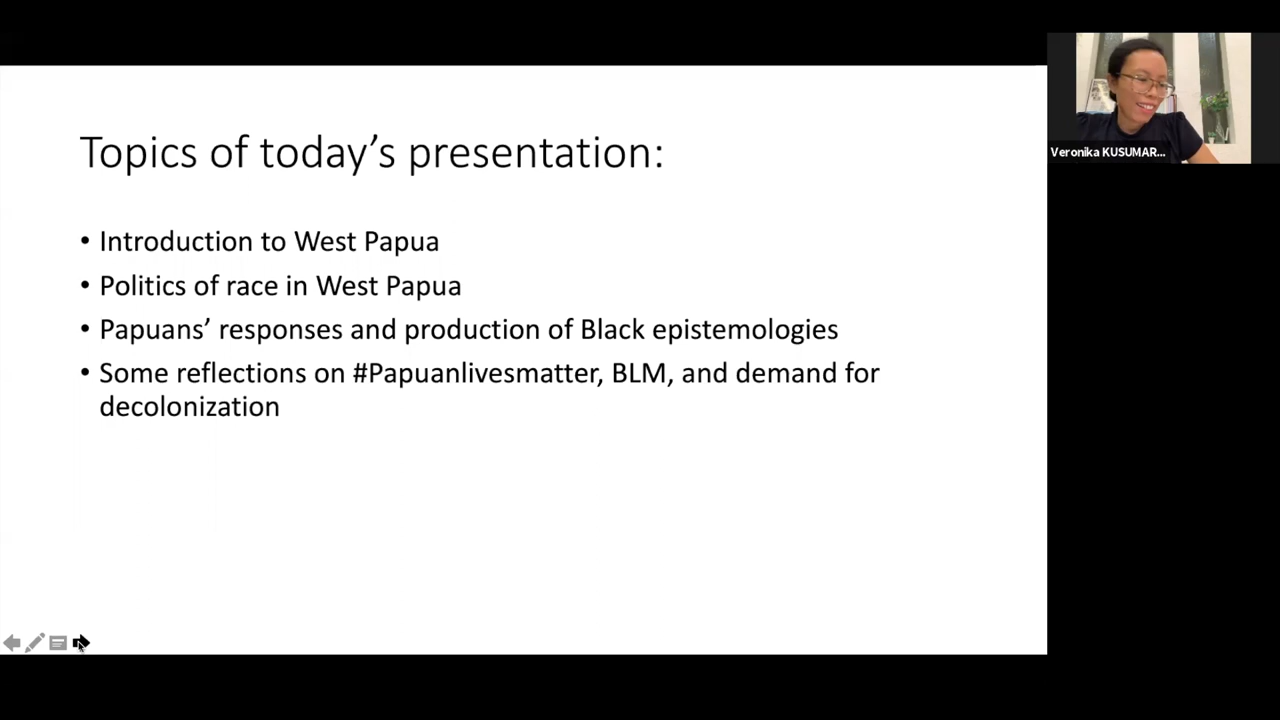 Topics of today’s presentation:
• Introduction to West Papua
• Politics of race in West Papua
• Papuans’ responses and production of Black epistemologies
• Some reflections on #Papuanlivesmatter, BLM, and demand for
decolonization
Veronika KUSUMAR...